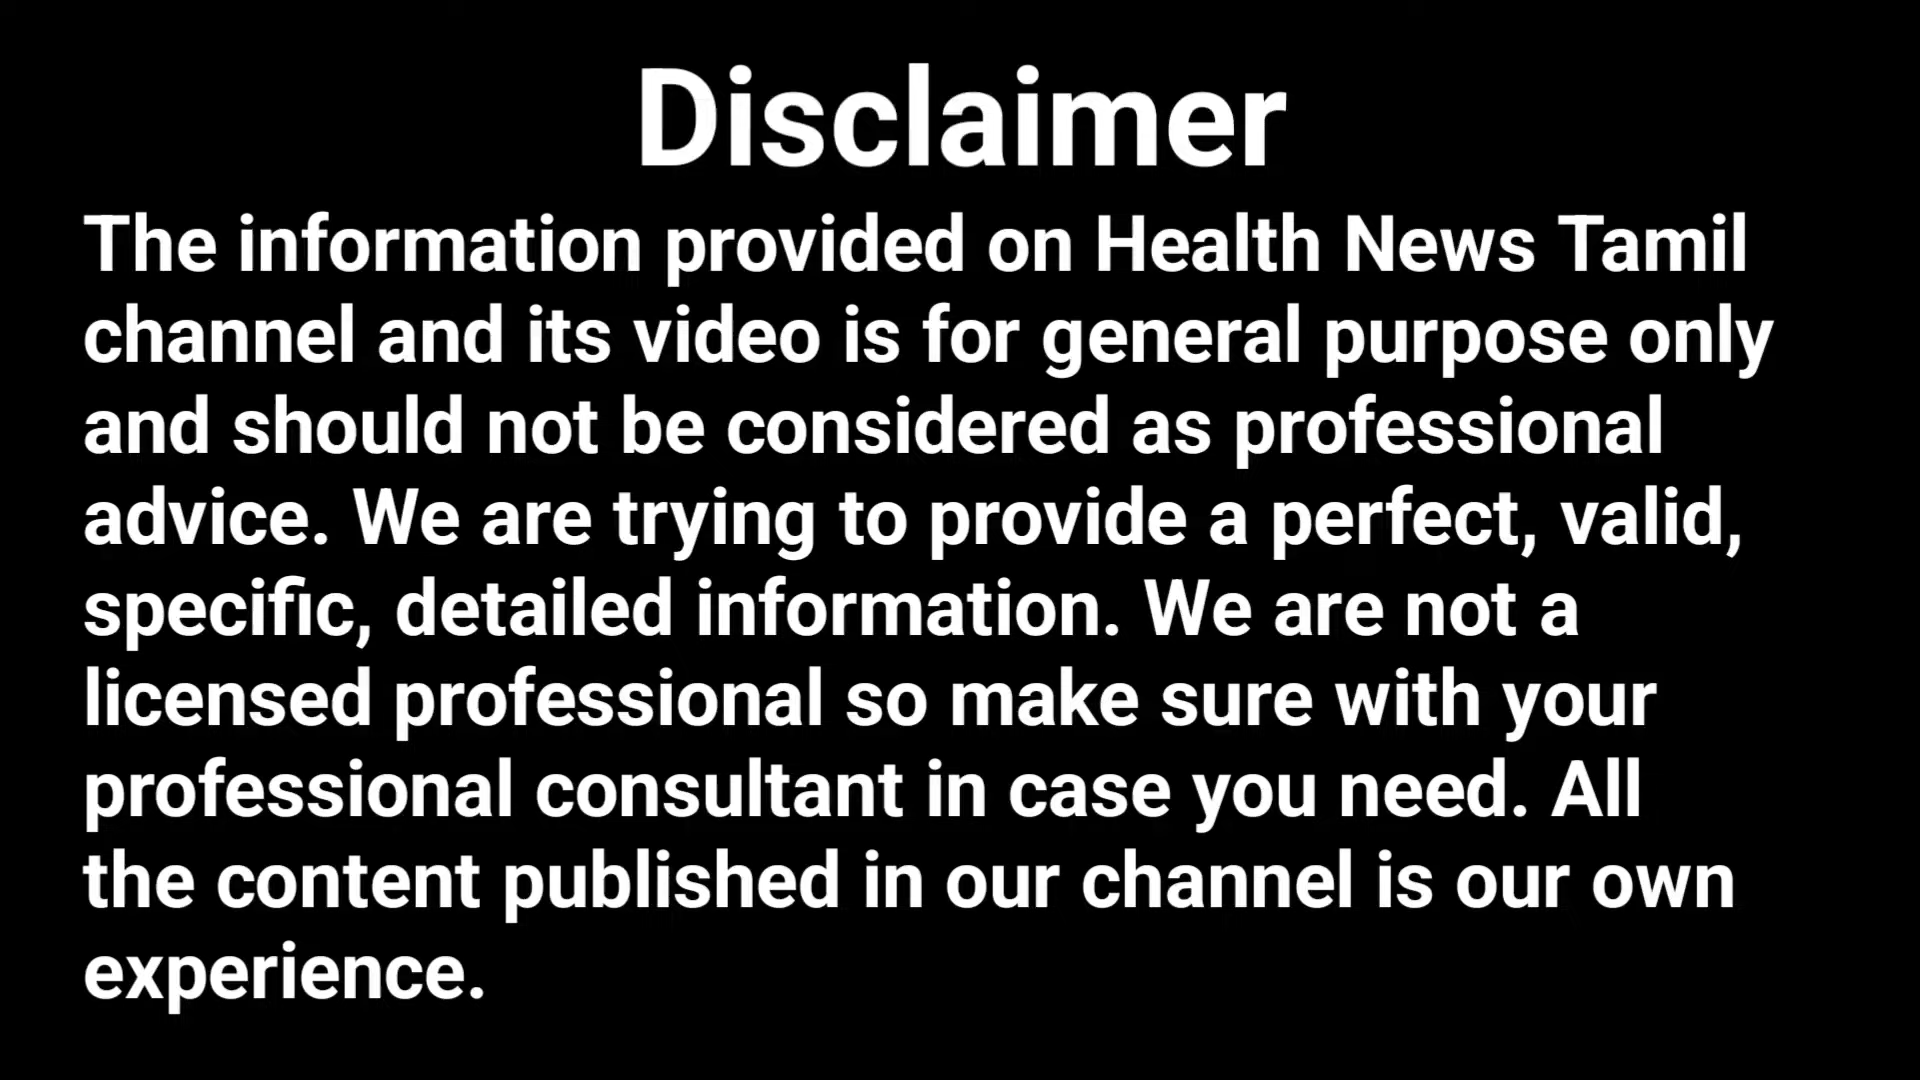 Disclaimer
The information provided on Health News Tamil
channel and its video is for general purpose only
and should not be considered as professional
advice. We are trying to provide a perfect, valid,
specific, detailed information. We are not a
licensed professional so make sure with your
professional consultant in case you need. All
the content published in our channel is our own
experience.